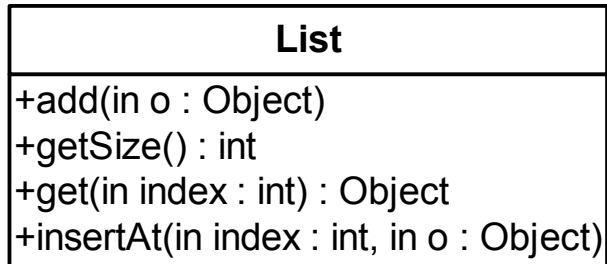 List
+add(in o : Object)
+getSize() : int
+get(in index : int) : Object
+insertAt(in index : int, in o : Object)